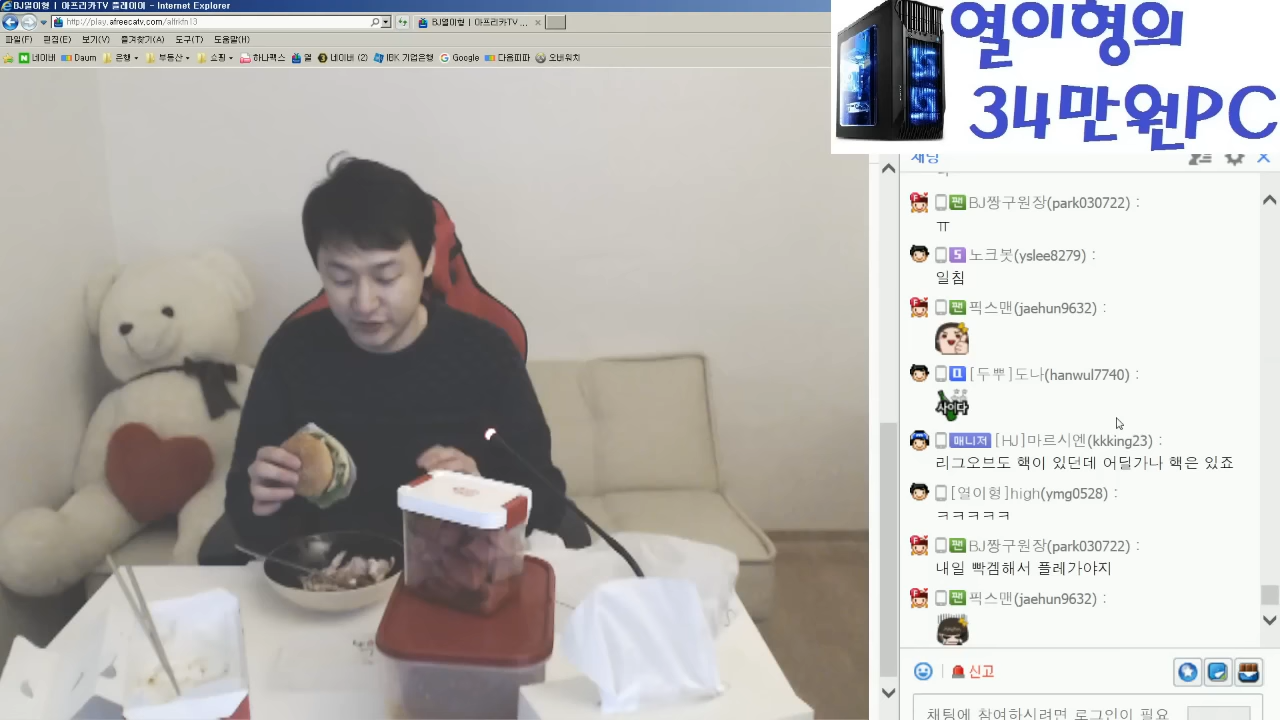 BJ열이형 | 아프리카TV 플레이어 - Internet Explorer
http://play.afreecatv.com/allrkfn13
BJ열이형 | 아프리카TV ...
파일(F) 편집(E) 보기(V) 즐겨찾기(A) 도구(T) 도움말(H)
네이버 Daum 은행 부동산 쇼핑 하나팩스 열 네이버 (2) IBK 기업은행 Google 다음피파 오버워치
열이형의
34만원PC
채팅
BJ짱구원장(park030722) :
ㅠ
노크봇(yslee8279) :
일침
픽스맨(jaehun9632) :
[두뿌]도나(hanwul7740) :
사이다
매니저 [HJ]마르시엔(kkking23) :
리그오브도 핵이 있던데 어딜가나 핵은 있죠
[열이형]high(ymg0528) :
ㅋㅋㅋㅋㅋ
BJ짱구원장(park030722) :
내일 빡겜해서 플레가야지
픽스맨(jaehun9632) :
신고
채팅에 참여하시려면 로그인이 필요